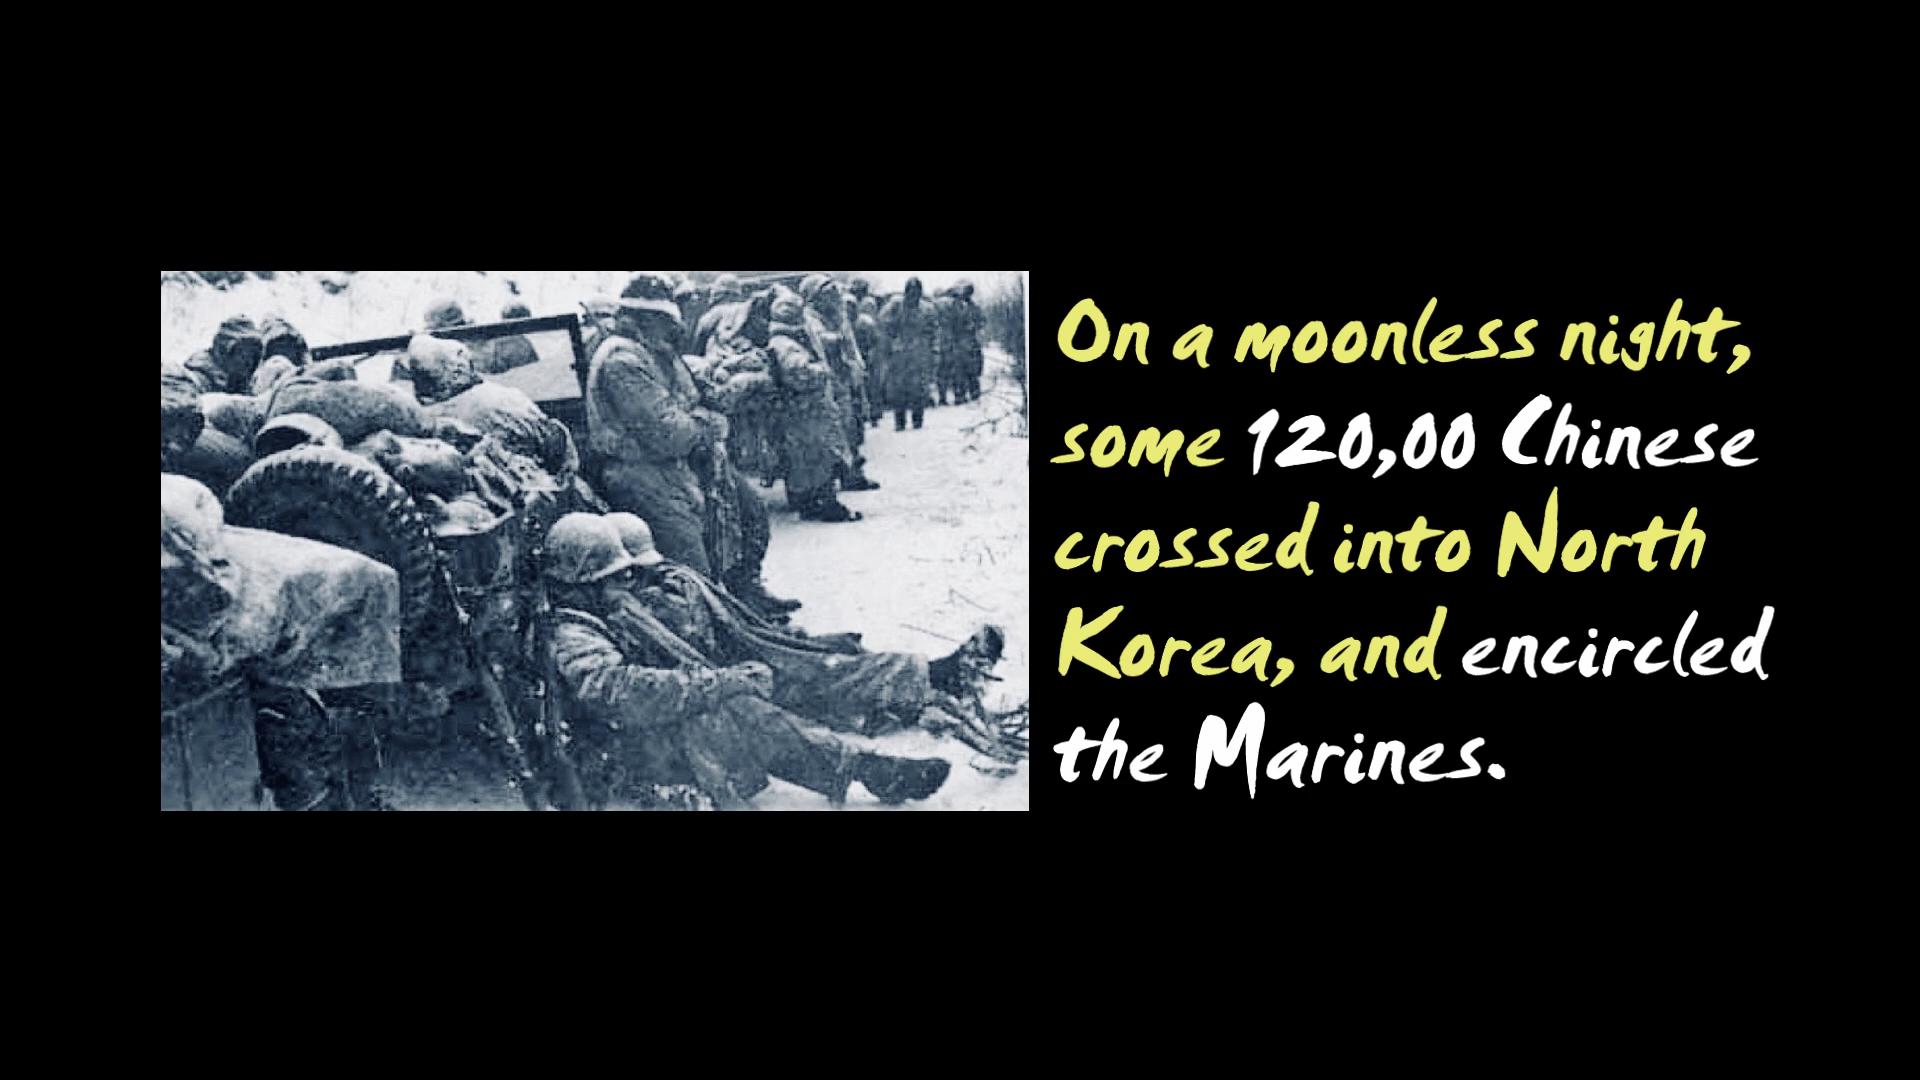 On a moonless night,
some 120,00 Chinese
crossed into North
Korea, and encircled
the Marines.